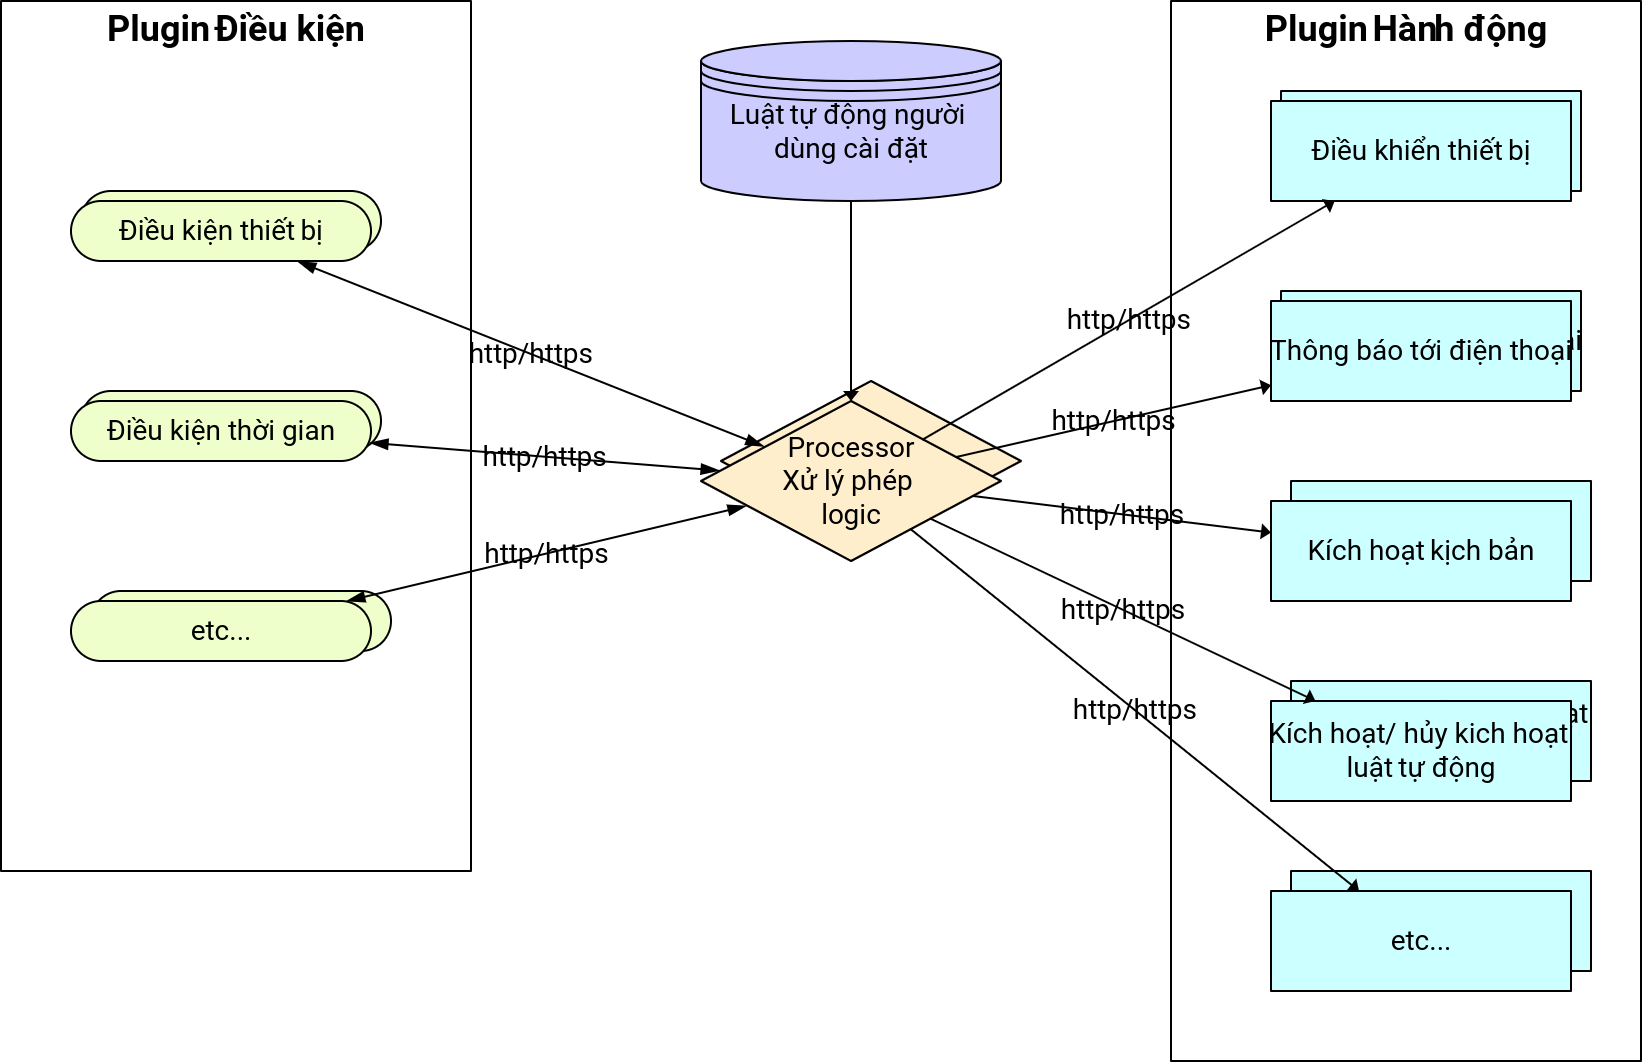 Plugin Điều kiện
Điều kiện thiết bị
Điều kiện thời gian
etc...
Luật tự động người
dùng cài đặt
http/https
http/https
http/https
Processor
Xử lý phép
logic
http/https
http/https
http/https
http/https
http/https
Plugin Hành động
Điều khiển thiết bị
Thông báo tới điện thoại
Kích hoạt kịch bản
Kích hoạt/ hủy kich hoạt
luật tự động
etc...